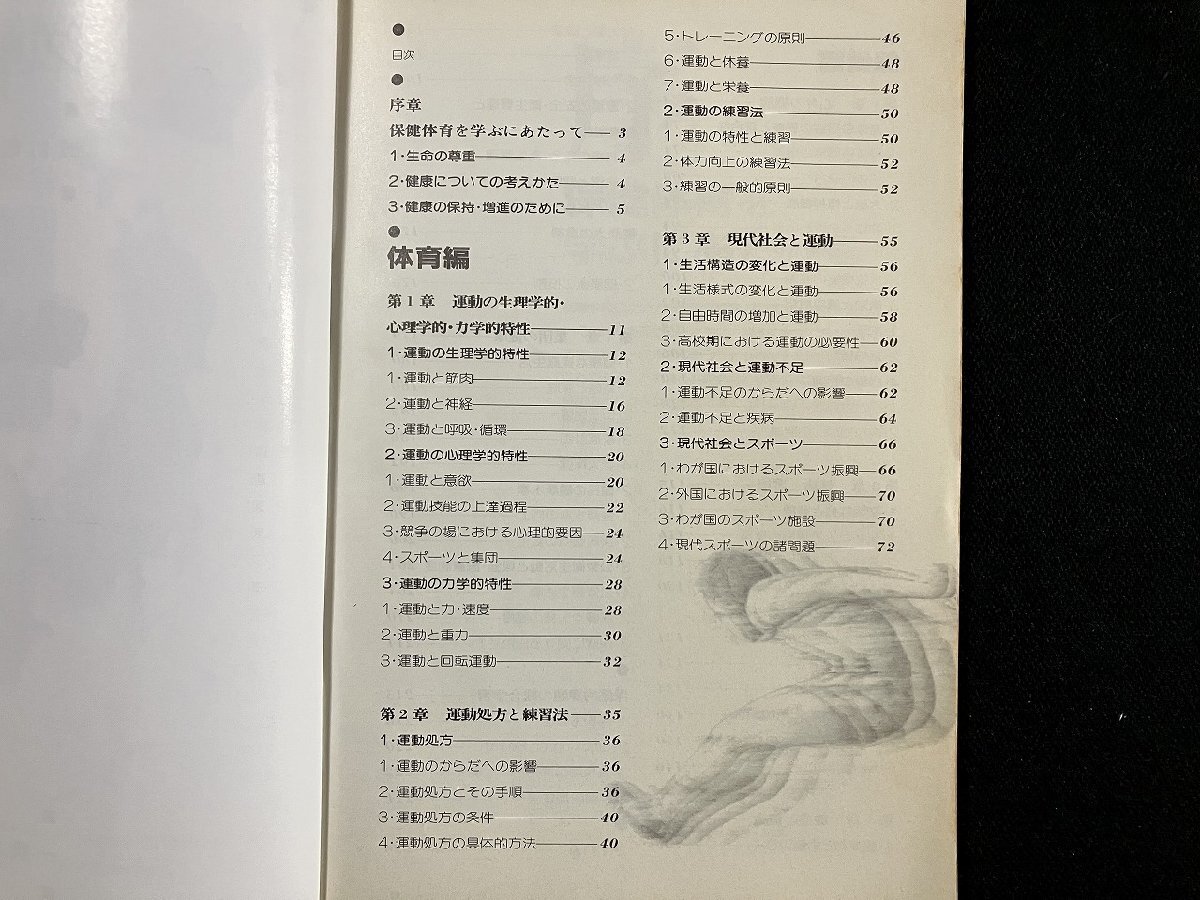 目次
序章
保健体育を学ぶにあたって 3
1・生命の尊重 4
2・健康についての考えかた 4
3・健康の保持・増進のために 5
体育編
第1章 運動の生理学的・
心理学的・力学的特性 11
1・運動の生理学的特性 12
1・運動と筋肉 12
2・運動と神経 16
3・運動と呼吸・循環 18
2・運動の心理学的特性 20
1・運動と意欲 20
2・運動技能の上達過程 22
3・競争の場における心理的要因 24
4・スポーツと集団 24
3・運動の力学的特性 28
1・運動と力・速度 28
2・運動と重力 30
3・運動と回転運動 32
第2章 運動処方と練習法 35
1・運動処方 36
1・運動のからだへの影響 36
2・運動処方とその手順 36
3・運動処方の条件 40
4・運動処方の具体的方法 40
5・トレーニングの原則 46
6・運動と休養 48
7・運動と栄養 48
2・運動の練習法 50
1・運動の特性と練習 50
2・体力向上の練習法 52
3・練習の一般的原則 52
第3章 現代社会と運動 55
1・生活構造の変化と運動 56
1・生活様式の変化と運動 56
2・自由時間の増加と運動 58
3・高校期における運動の必要性 60
2・現代社会と運動不足 62
1・運動不足のからだへの影響 62
2・運動不足と疾病 64
3・現代社会とスポーツ 66
1・わが国におけるスポーツ振興 66
2・外国におけるスポーツ振興 70
3・わが国のスポーツ施設 70
4・現代スポーツの諸問題 72